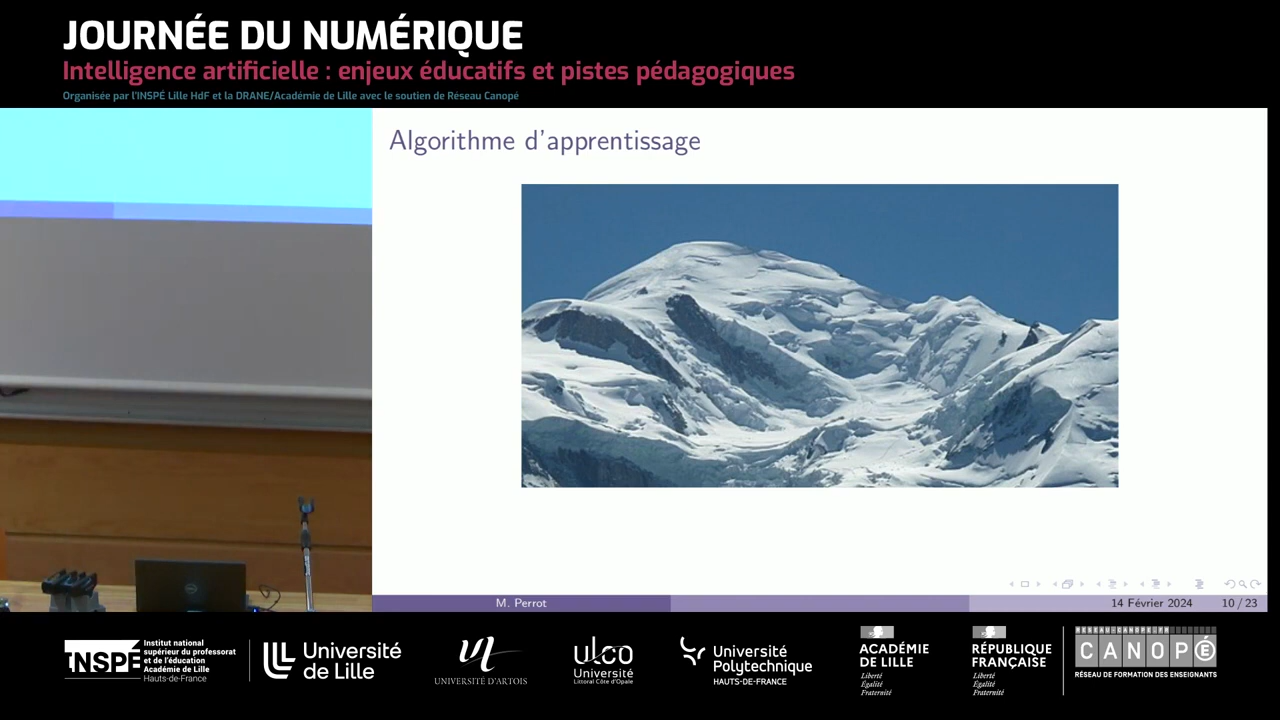 JOURNÉE DU NUMÉRIQUE
Intelligence artificielle : enjeux éducatifs et pistes pédagogiques
Organisée par l'INSPÉ Lille HdF et la DRANE/Académie de Lille avec le soutien de Réseau Canopé
Algorithme d'apprentissage
M. Perrot
14 Février 2024
10 / 23
INSPÉ
Institut national
supérieur du professorat
et de l'éducation
Académie de Lille
Hauts-de-France
Université
de Lille
UNIVERSITÉ D'ARTOIS
ulco
Université
Littoral Côte d'Opale
Université
Polytechnique
HAUTS-DE-FRANCE
ACADÉMIE
DE LILLE
Liberté
Égalité
Fraternité
RÉPUBLIQUE
FRANÇAISE
Liberté
Égalité
Fraternité
RESEAU-CANOPE.FR
CANOPÉ
RÉSEAU DE FORMATION DES ENSEIGNANTS